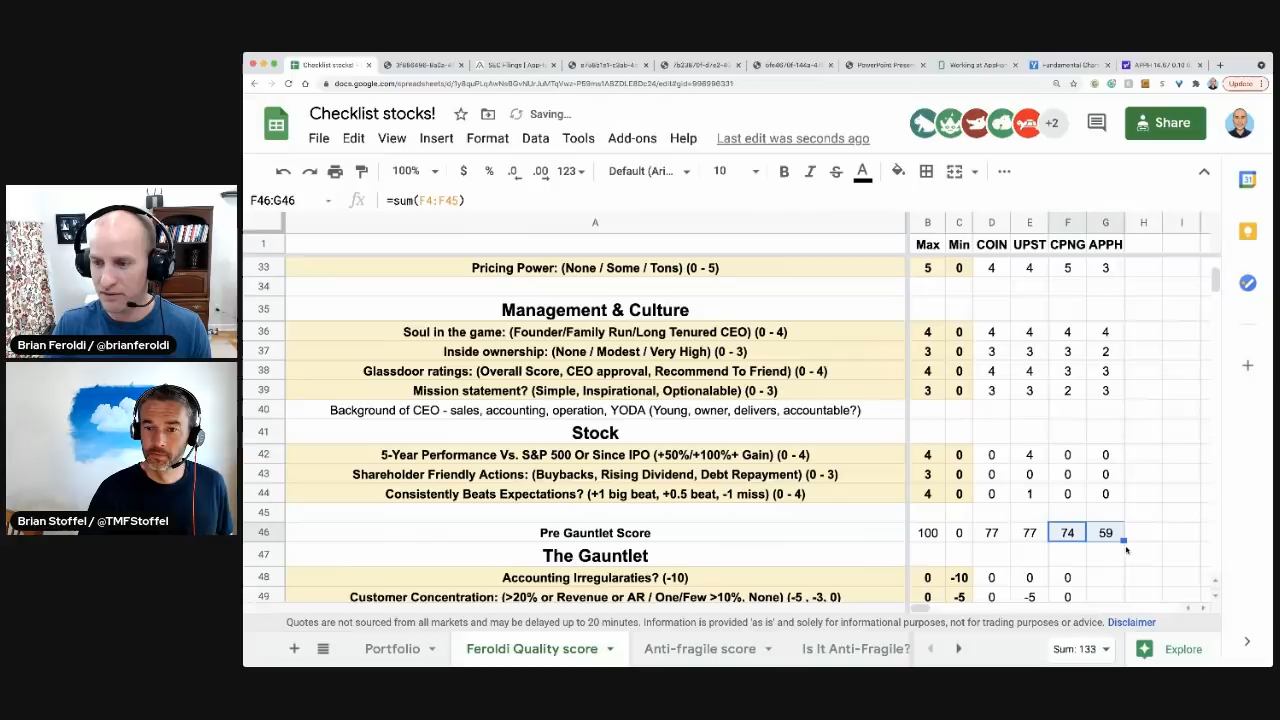 Checklist stocks!
SEC Filings | AppHa
PowerPoint Presen
Working at AppHar
Fundamental Char
Update
Checklist stocks!
Saving...
File Edit View Insert Format Data Tools Add-ons Help Last edit was seconds ago
+2
Share
100% $ % .0 .00 123 Default (Ari... 10 B I S A
F46:G46 fx =sum(F4:F45)
A B C D E F G H I
1 Max Min COIN UPST CPNG APPH
33 Pricing Power: (None / Some / Tons) (0 - 5) 5 0 4 4 5 3
34
35 Management & Culture
36 Soul in the game: (Founder/Family Run/Long Tenured CEO) (0 - 4) 4 0 4 4 4 4
37 Inside ownership: (None / Modest / Very High) (0 - 3) 3 0 3 3 3 2
38 Glassdoor ratings: (Overall Score, CEO approval, Recommend To Friend) (0 - 4) 4 0 4 4 3 3
39 Mission statement? (Simple, Inspirational, Optionalable) (0 - 3) 3 0 3 3 2 3
40 Background of CEO - sales, accounting, operation, YODA (Young, owner, delivers, accountable?)
41 Stock
42 5-Year Performance Vs. S&P 500 Or Since IPO (+50%/+100%+ Gain) (0 - 4) 4 0 0 4 0 0
43 Shareholder Friendly Actions: (Buybacks, Rising Dividend, Debt Repayment) (0 - 3) 3 0 0 0 0 0
44 Consistently Beats Expectations? (+1 big beat, +0.5 beat, -1 miss) (0 - 4) 4 0 0 1 0 0
45
46 Pre Gauntlet Score 100 0 77 77 74 59
47 The Gauntlet
48 Accounting Irregularaties? (-10) 0 -10 0 0 0
49 Customer Concentration: (>20% or Revenue or AR / One/Few >10%, None) (-5 , -3, 0) 0 -5 0 -5 0
Quotes are not sourced from all markets and may be delayed up to 20 minutes. Information is provided 'as is' and solely for informational purposes, not for trading purposes or advice. Disclaimer
Portfolio Feroldi Quality score Anti-fragile score Is It Anti-Fragile? Sum: 133 Explore
Brian Feroldi / @brianferoldi
Brian Stoffel / @TMFStoffel